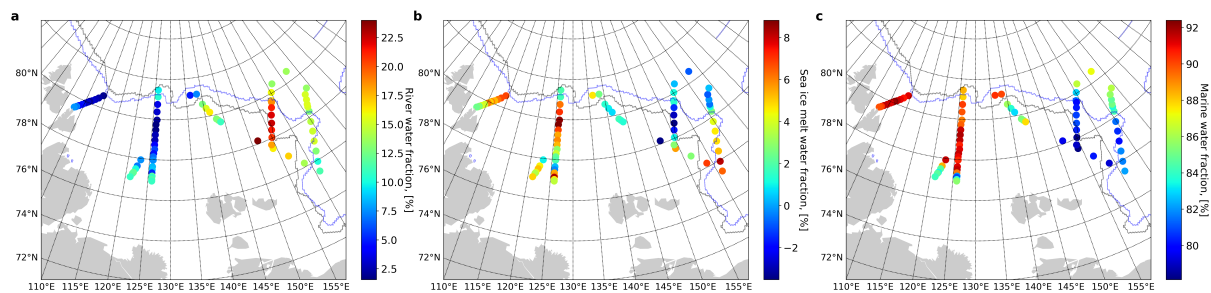 a
80°N
78°N
76°N
74°N
72°N
110°E 115°E 120°E 125°E 130°E 135°E 140°E 145°E 150°E 155°E
22.5
20.0
17.5
15.0
12.5
10.0
7.5
5.0
2.5
River water fraction, [%]
b
80°N
78°N
76°N
74°N
72°N
110°E 115°E 120°E 125°E 130°E 135°E 140°E 145°E 150°E 155°E
8
6
4
2
0
−2
Sea ice melt water fraction, [%]
c
80°N
78°N
76°N
74°N
72°N
110°E 115°E 120°E 125°E 130°E 135°E 140°E 145°E 150°E 155°E
92
90
88
86
84
82
80
Marine water fraction, [%]